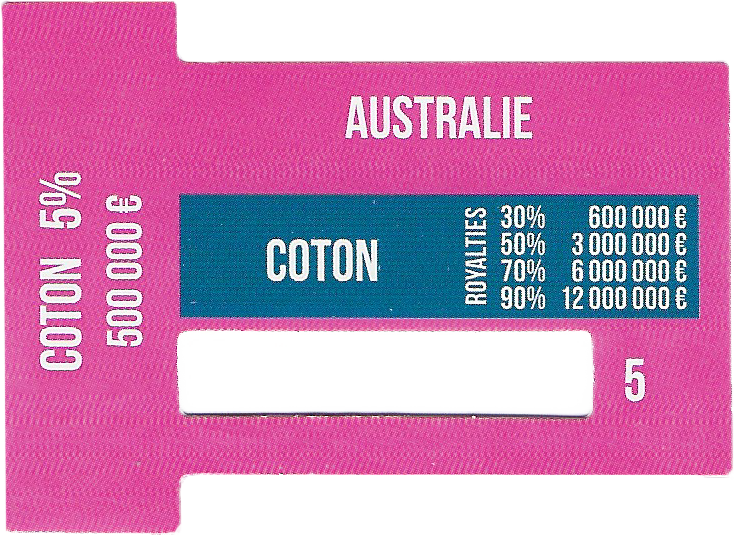 AUSTRALIE
COTON 5%
500 000 €
COTON
ROYALTIES
30% 600 000 €
50% 3 000 000 €
70% 6 000 000 €
90% 12 000 000 €
5